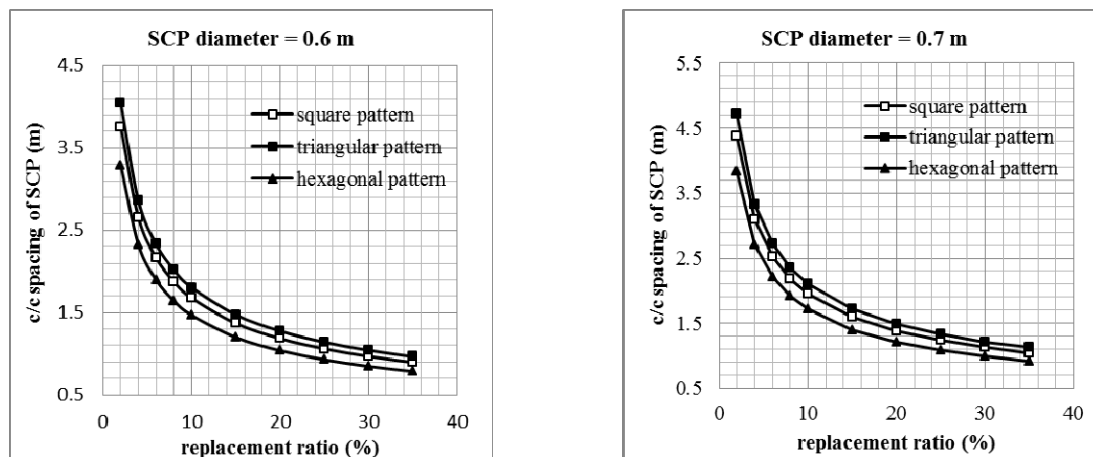 SCP diameter = 0.6 m
4.5
3.5
2.5
1.5
0.5
c/c spacing of SCP (m)
square pattern
triangular pattern
hexagonal pattern
0 10 20 30 40
replacement ratio (%)
SCP diameter = 0.7 m
5.5
4.5
3.5
2.5
1.5
0.5
c/c spacing of SCP (m)
square pattern
triangular pattern
hexagonal pattern
0 10 20 30 40
replacement ratio (%)